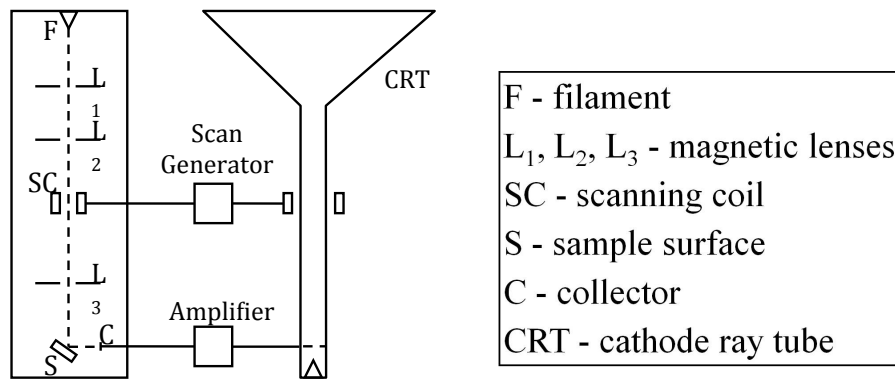 F
L
1
L
2
SC
L
3
S
C
Scan
Generator
Amplifier
CRT
F - filament
L₁, L₂, L₃ - magnetic lenses
SC - scanning coil
S - sample surface
C - collector
CRT - cathode ray tube